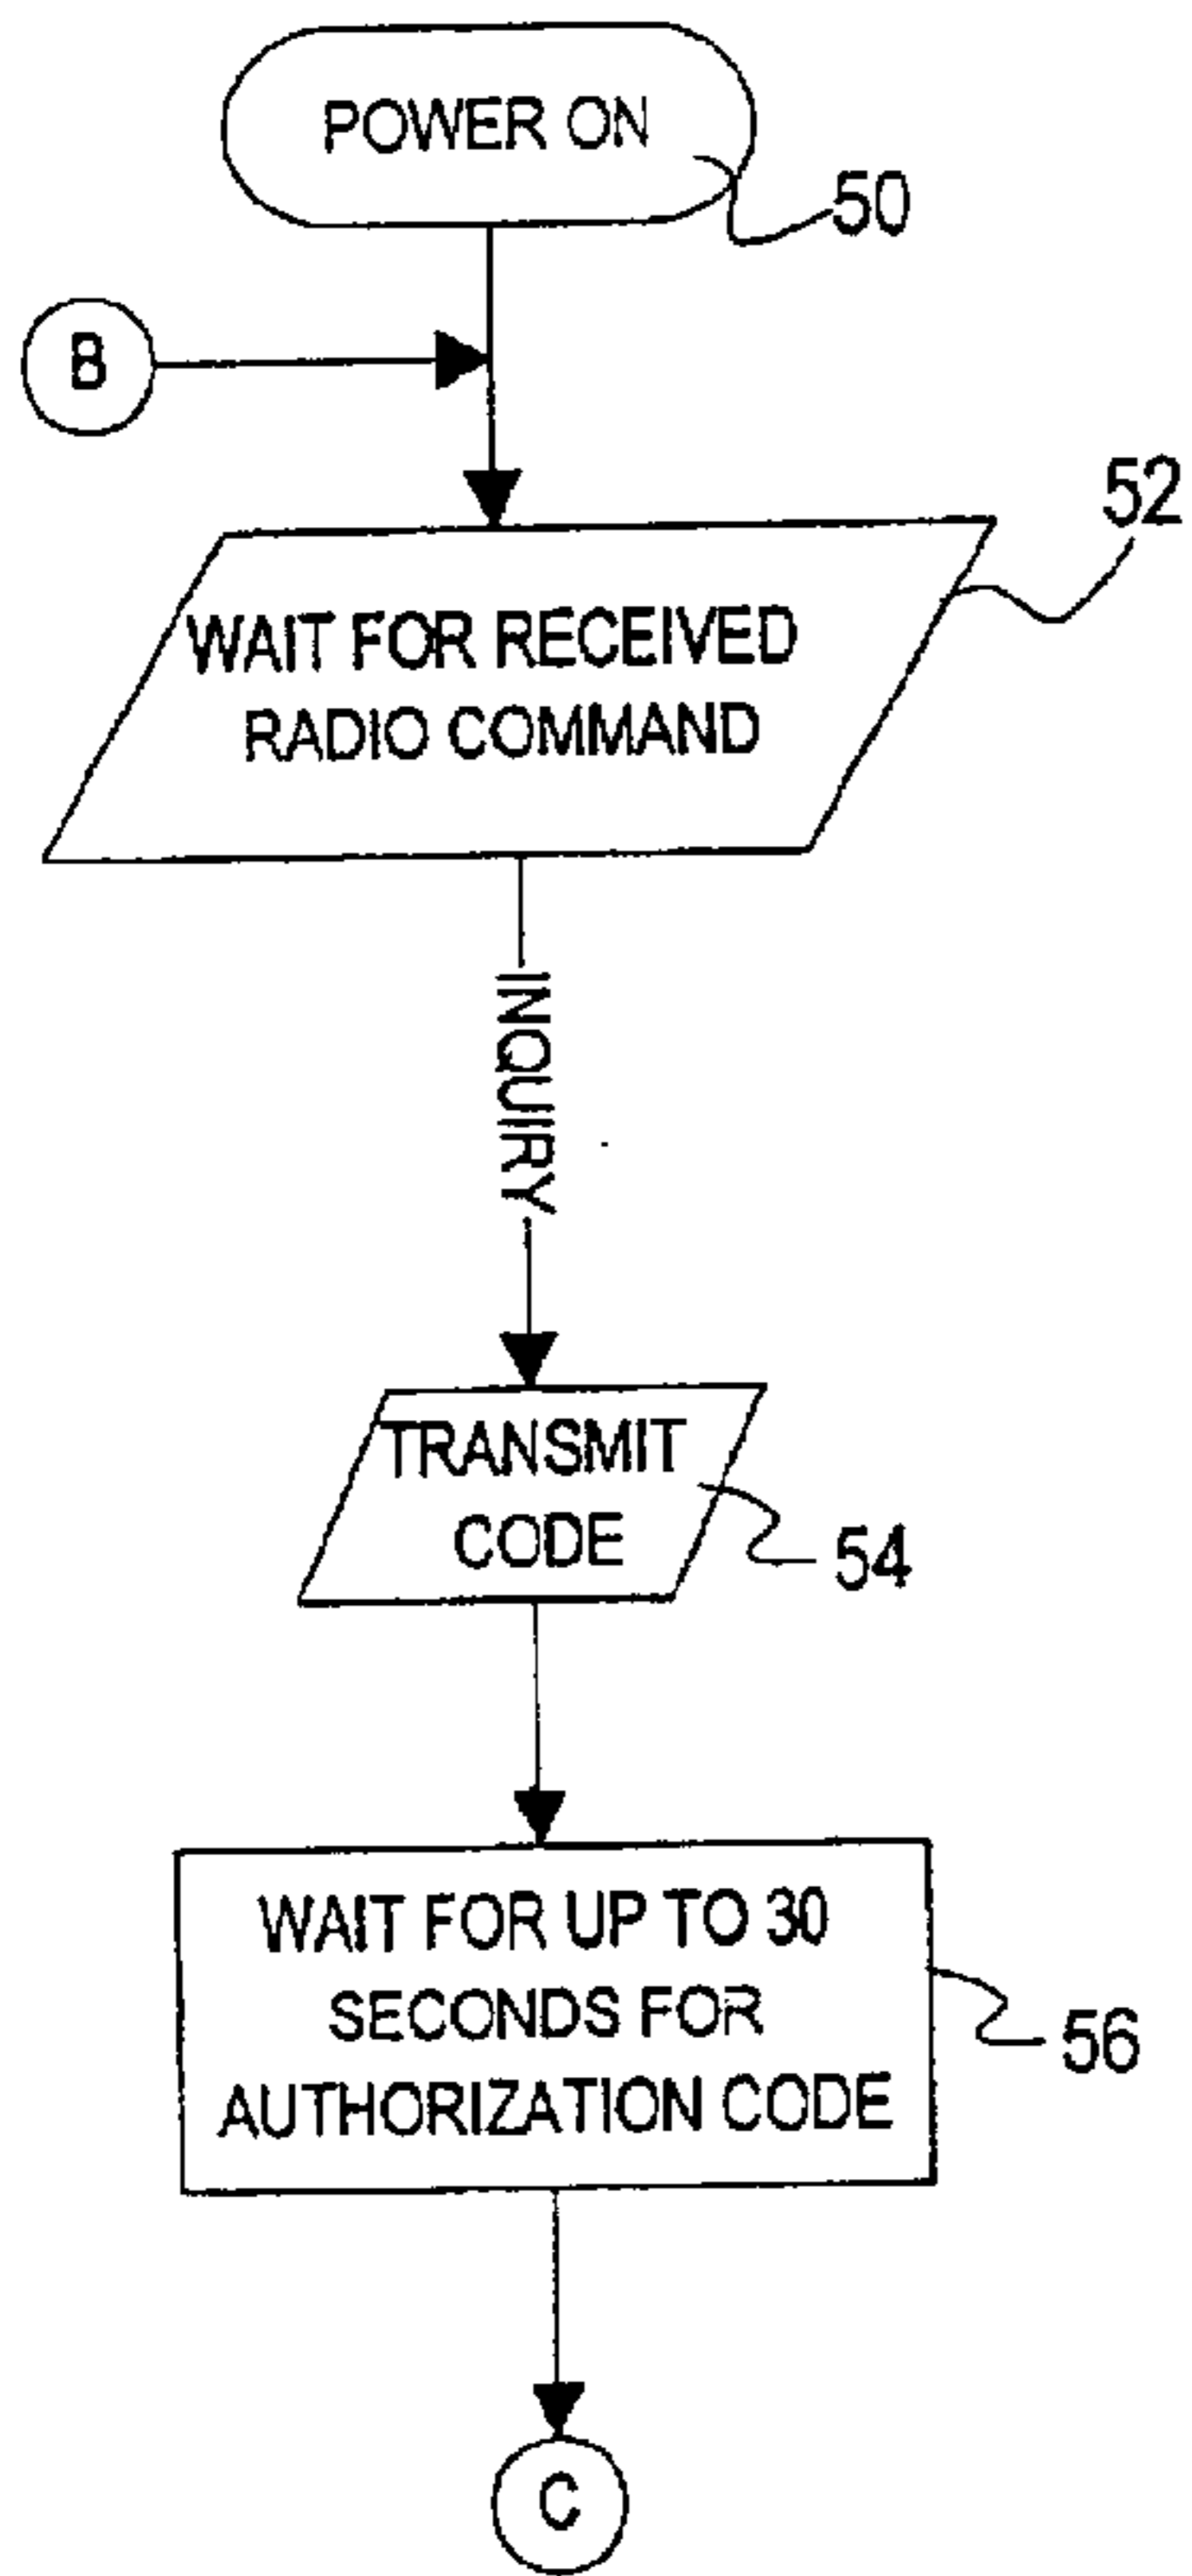 POWER ON
50
B
52
WAIT FOR RECEIVED
RADIO COMMAND
INQUIRY
TRANSMIT
CODE
54
WAIT FOR UP TO 30
SECONDS FOR
AUTHORIZATION CODE
56
C